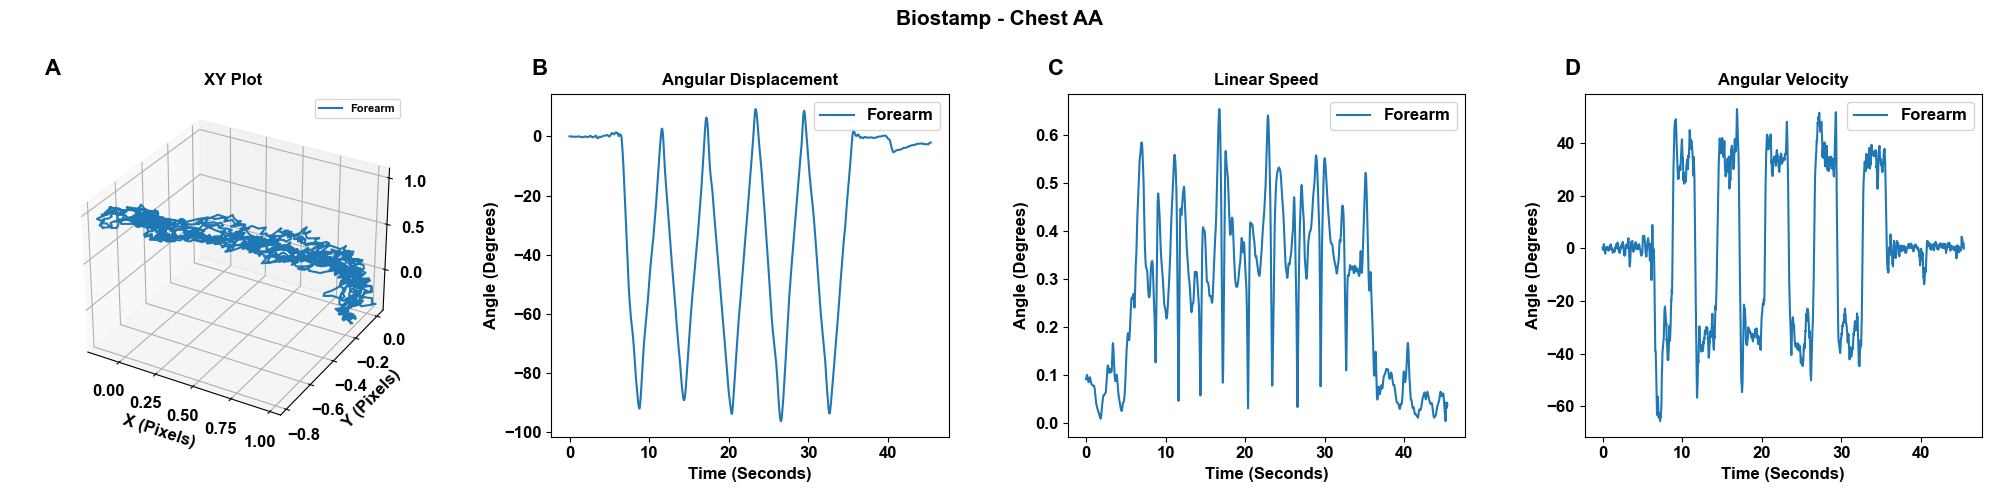 Biostamp - Chest AA
A
XY Plot
Forearm
1.0
0.5
0.0
0.00
0.25
0.50
0.75
1.00
X (Pixels)
0.0
−0.2
−0.4
−0.6
−0.8
Y (Pixels)
B
Angular Displacement
Forearm
0
−20
−40
−60
−80
−100
Angle (Degrees)
0 10 20 30 40
Time (Seconds)
C
Linear Speed
Forearm
0.6
0.5
0.4
0.3
0.2
0.1
0.0
Angle (Degrees)
0 10 20 30 40
Time (Seconds)
D
Angular Velocity
Forearm
40
20
0
−20
−40
−60
Angle (Degrees)
0 10 20 30 40
Time (Seconds)